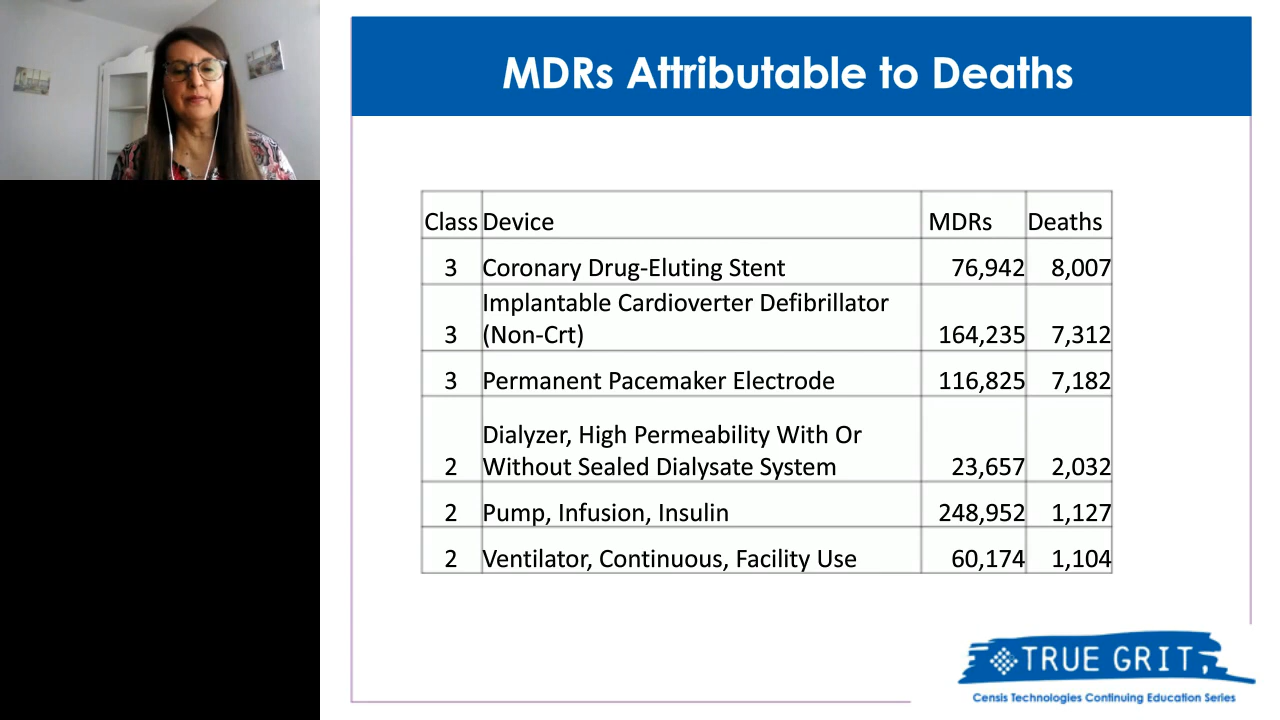 MDRs Attributable to Deaths
Class Device MDRs Deaths
3 Coronary Drug-Eluting Stent 76,942 8,007
Implantable Cardioverter Defibrillator
3 (Non-Crt) 164,235 7,312
3 Permanent Pacemaker Electrode 116,825 7,182
Dialyzer, High Permeability With Or
2 Without Sealed Dialysate System 23,657 2,032
2 Pump, Infusion, Insulin 248,952 1,127
2 Ventilator, Continuous, Facility Use 60,174 1,104
TRUE GRIT
Censis Technologies Continuing Education Series